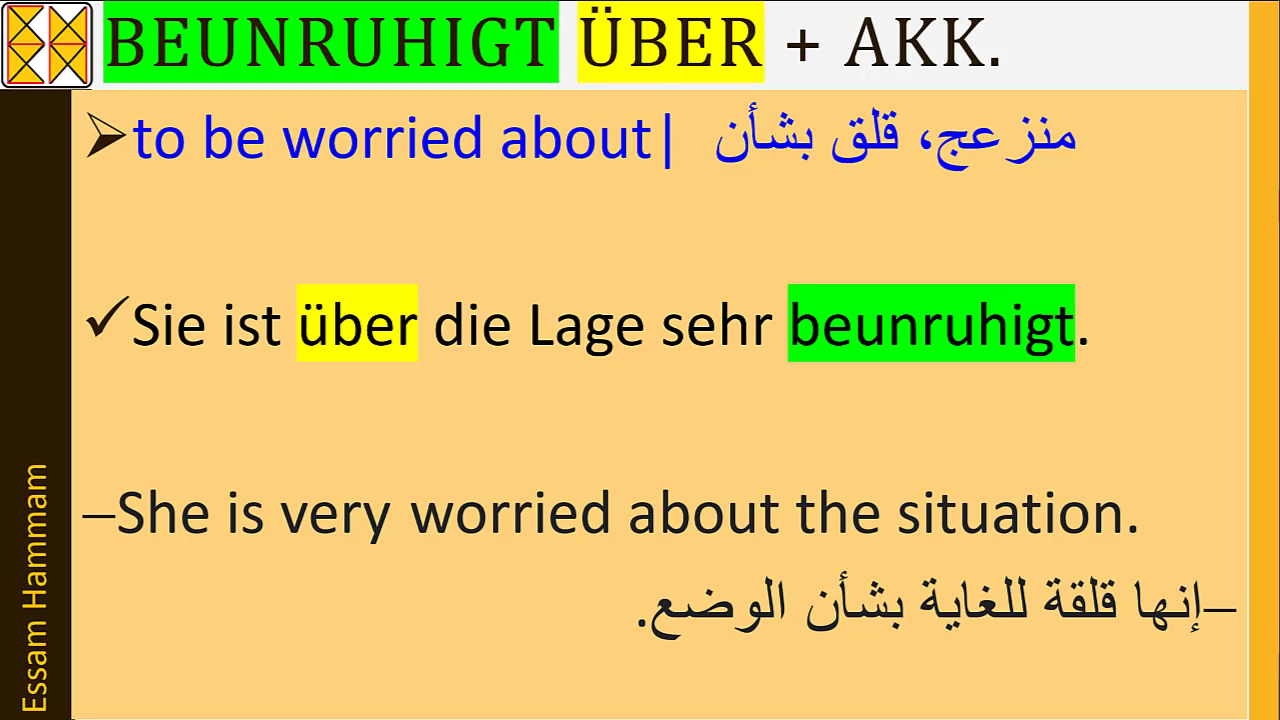 BEUNRUHIGT ÜBER + AKK.
➢to be worried about| منزعج، قلق بشأن
✓Sie ist über die Lage sehr beunruhigt.
–She is very worried about the situation.
–إنها قلقة للغاية بشأن الوضع.
Essam Hammam